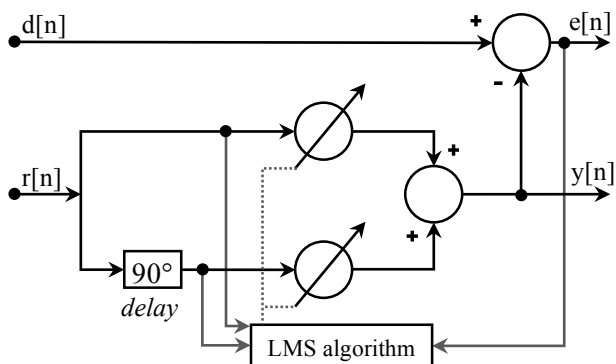 d[n]
+
e[n]
-
+
r[n]
y[n]
+
90°
delay
LMS algorithm